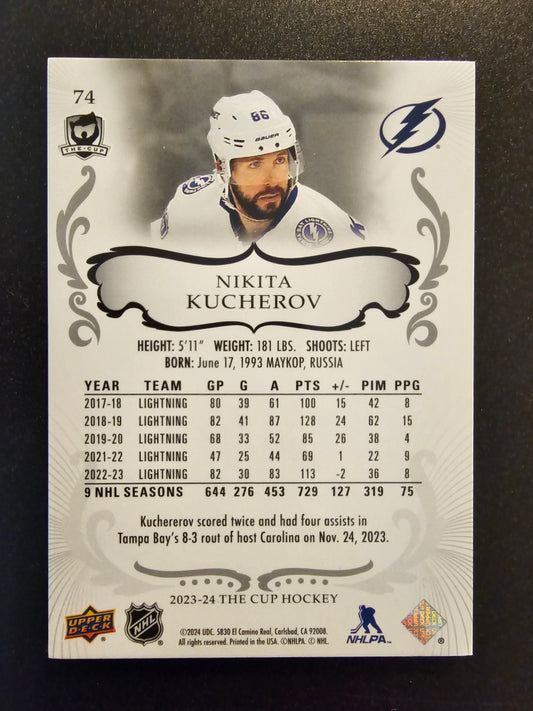 74
THE CUP
86
BAUER
NIKITA
KUCHEROV
HEIGHT: 5'11" WEIGHT: 181 LBS. SHOOTS: LEFT
BORN: June 17, 1993 MAYKOP, RUSSIA
YEAR TEAM GP G A PTS +/- PIM PPG
2017-18 LIGHTNING 80 39 61 100 15 42 8
2018-19 LIGHTNING 82 41 87 128 24 62 15
2019-20 LIGHTNING 68 33 52 85 26 38 4
2021-22 LIGHTNING 47 25 44 69 1 22 9
2022-23 LIGHTNING 82 30 83 113 -2 36 8
9 NHL SEASONS 644 276 453 729 127 319 75
Kuchererov scored twice and had four assists in
Tampa Bay's 8-3 rout of host Carolina on Nov. 24, 2023.
2023-24 THE CUP HOCKEY
UPPER
DECK
NHL
©2024 UDC. 5830 El Camino Real, Carlsbad, CA 92008.
All rights reserved. Printed in the USA. ©NHLPA. © NHL.
NHLPA
®